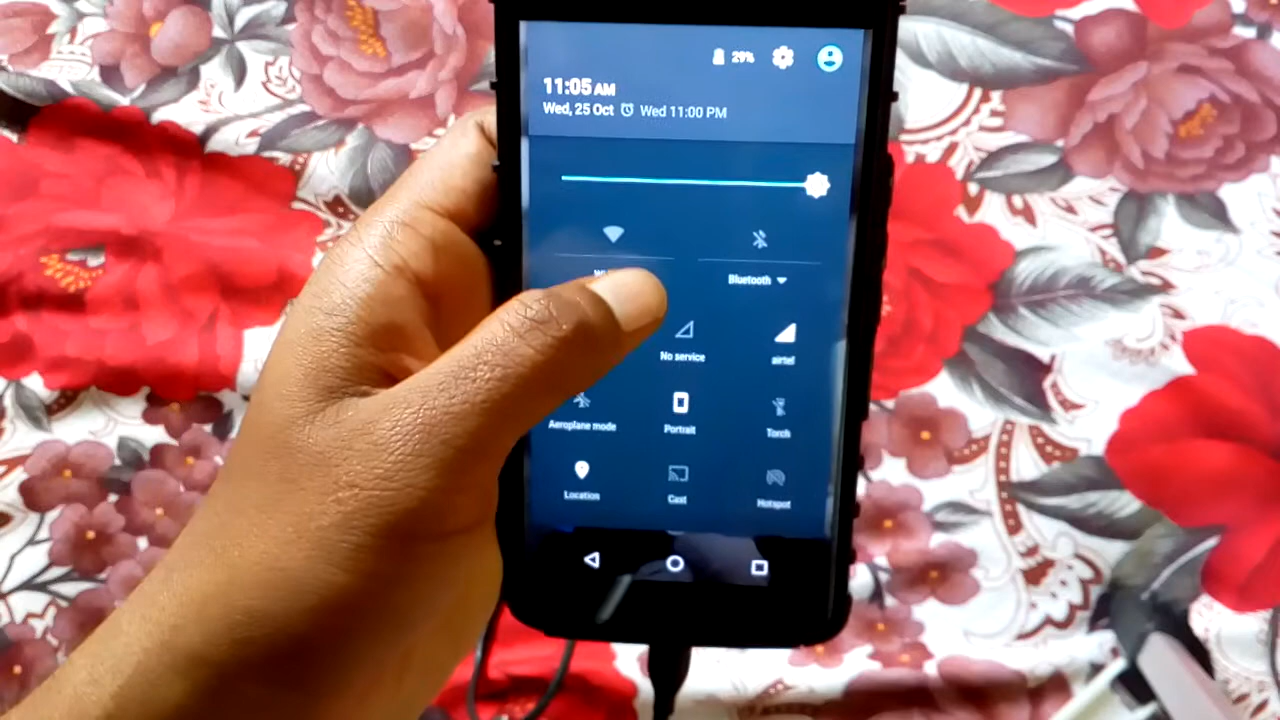 29%
11:05 AM
Wed, 25 Oct Wed 11:00 PM
Bluetooth
No service
airtel
Aeroplane mode
Portrait
Torch
Location
Cast
Hotspot